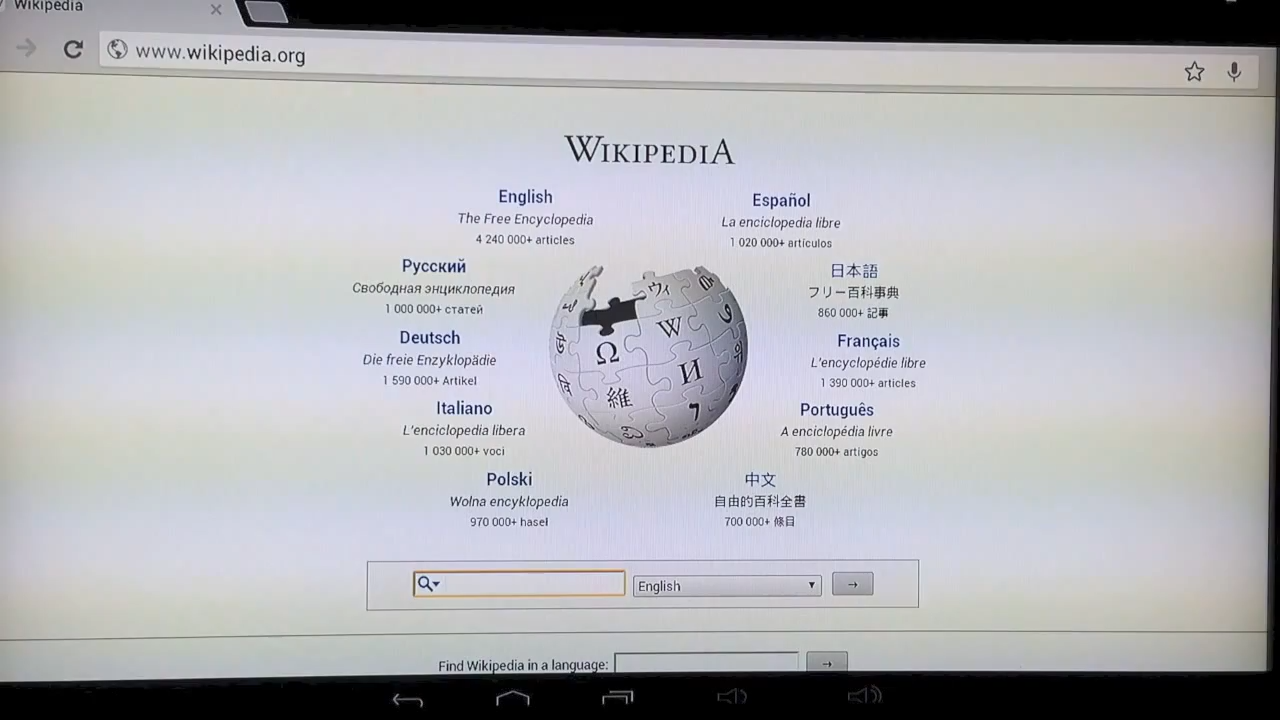 Wikipedia
www.wikipedia.org
WIKIPEDIA
English
The Free Encyclopedia
4 240 000+ articles
Español
La enciclopedia libre
1 020 000+ artículos
Русский
Свободная энциклопедия
1 000 000+ статей
日本語
フリー百科事典
860 000+ 記事
Deutsch
Die freie Enzyklopädie
1 590 000+ Artikel
Français
L'encyclopédie libre
1 390 000+ articles
Italiano
L'enciclopedia libera
1 030 000+ voci
Português
A enciclopédia livre
780 000+ artigos
Polski
Wolna encyklopedia
970 000+ haseł
中文
自由的百科全書
700 000+ 條目
ウィ
Ω
W
И
維
English
→
Find Wikipedia in a language:
→